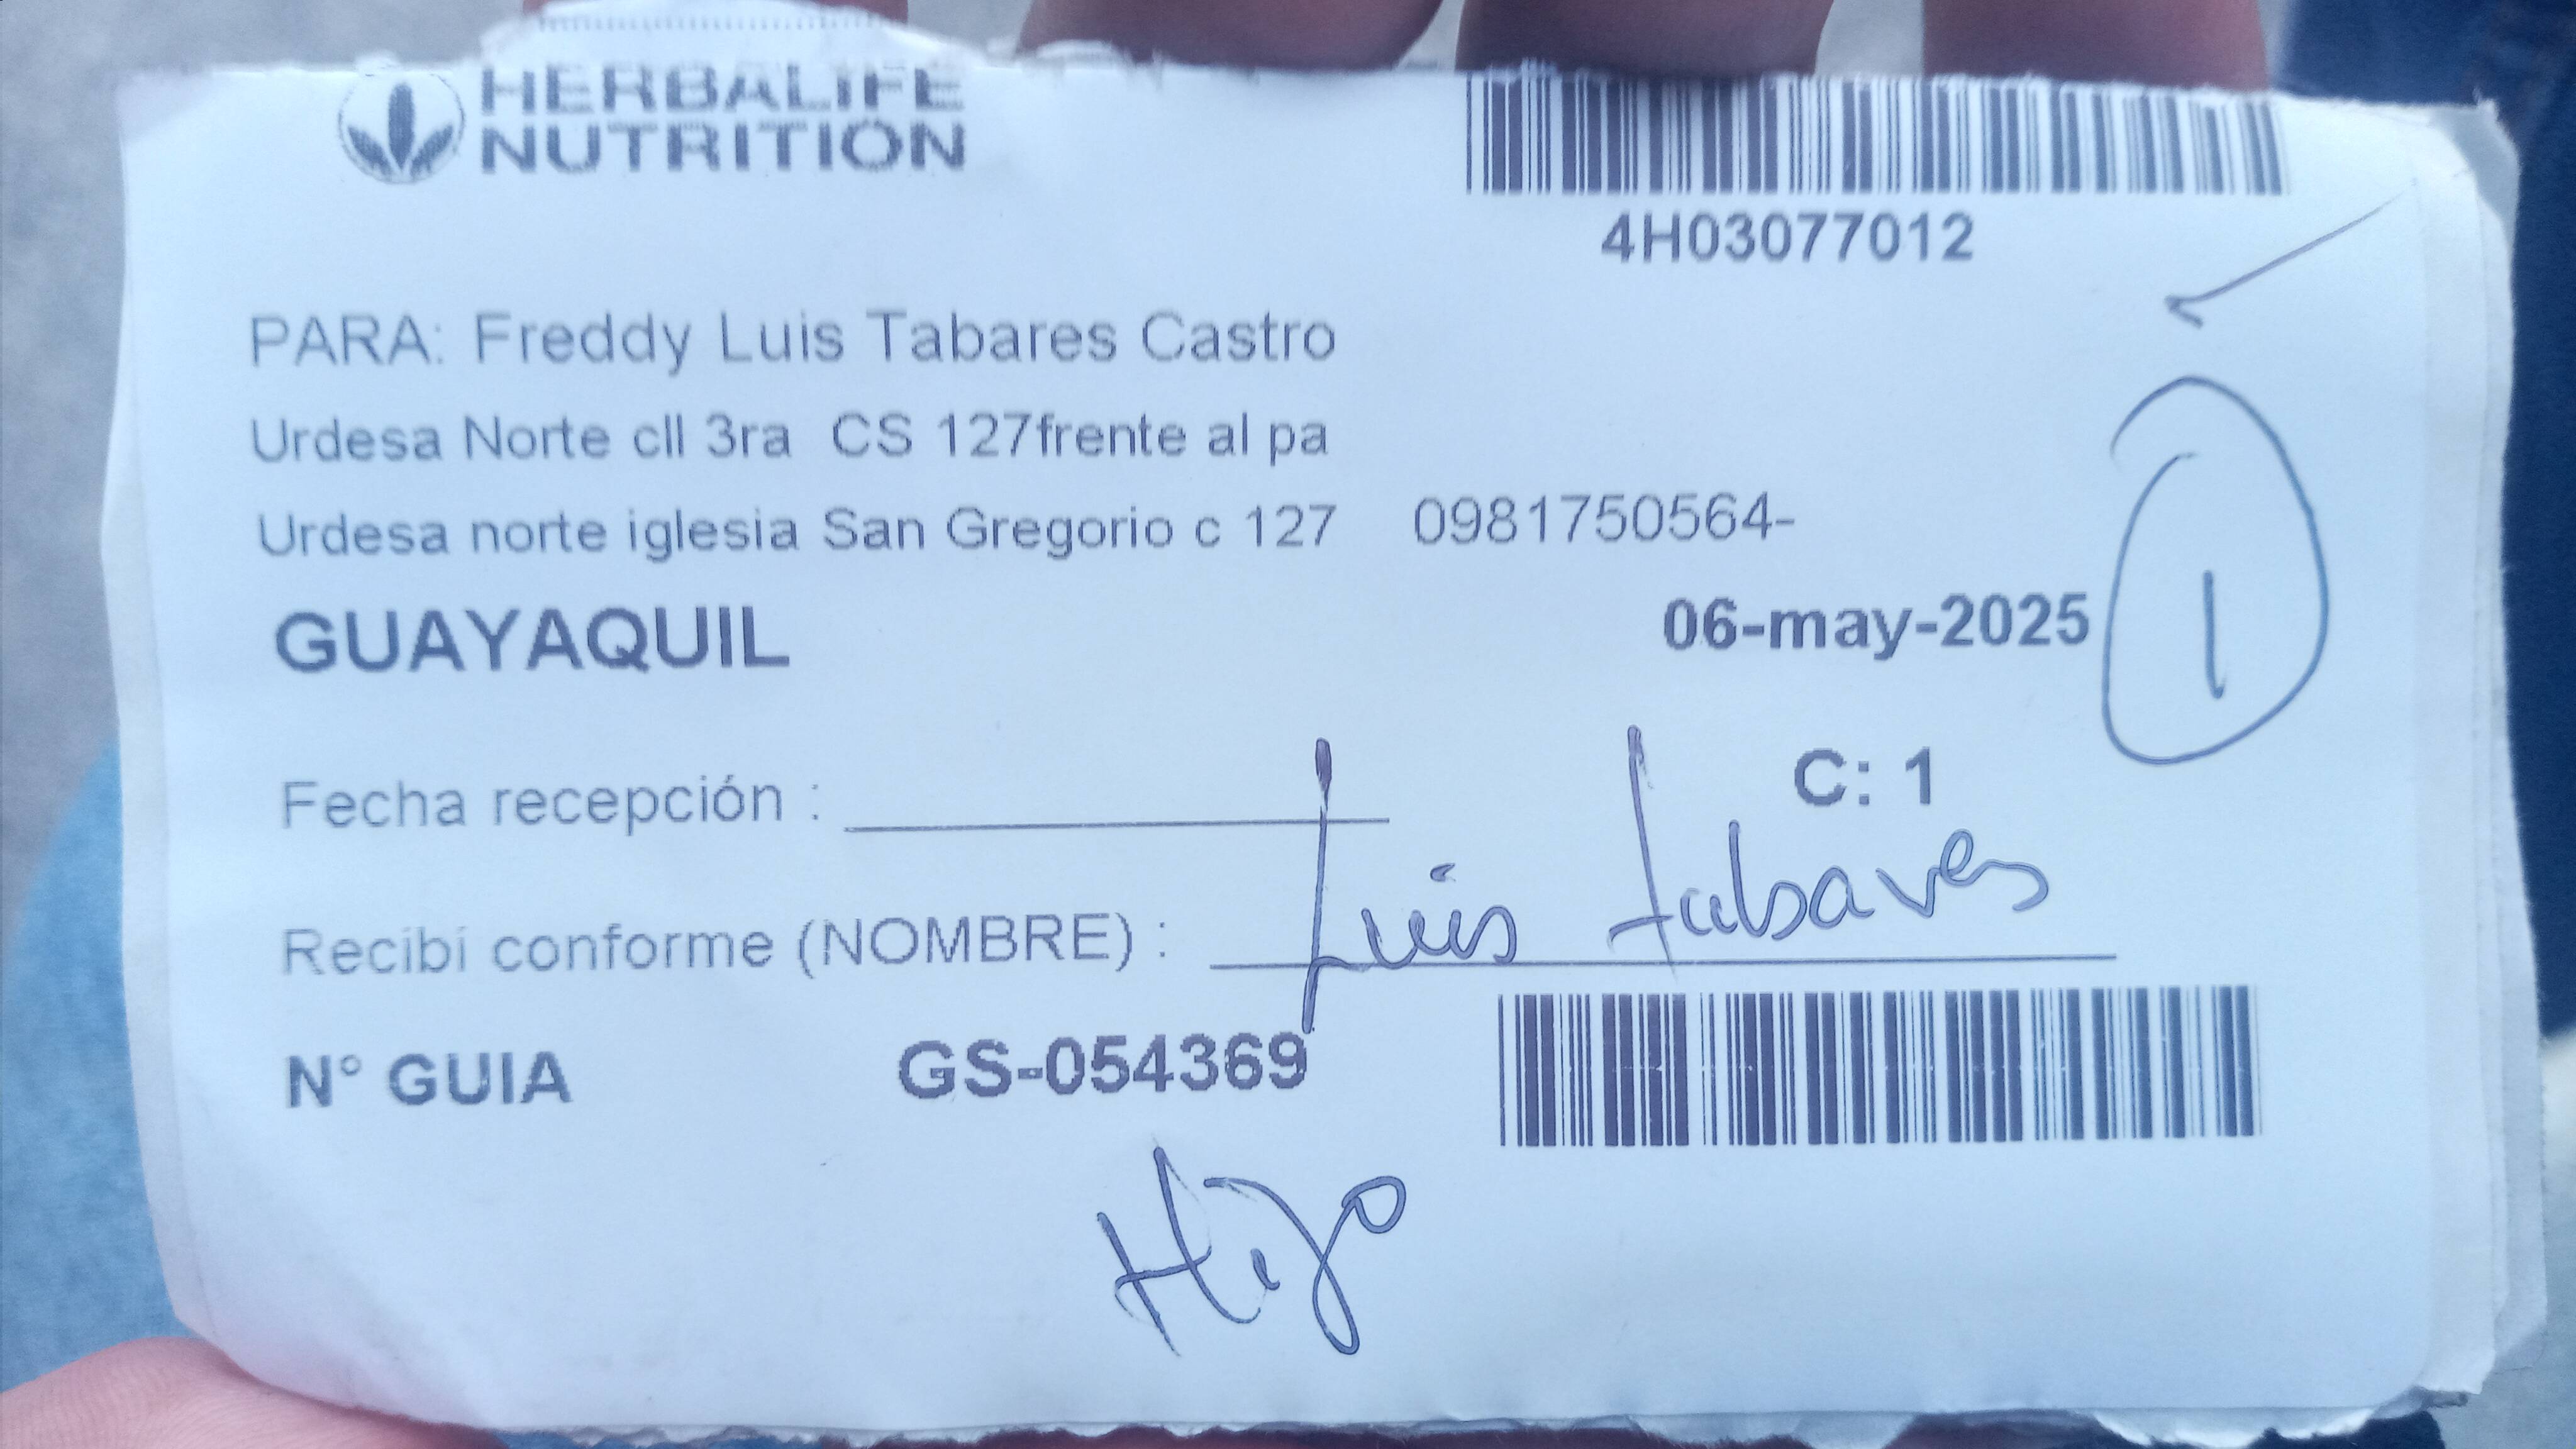 HERBALIFE
NUTRITION
4H03077012
PARA: Freddy Luis Tabares Castro
Urdesa Norte cll 3ra CS 127frente al pa
Urdesa norte iglesia San Gregorio c 127 0981750564-
GUAYAQUIL 06-may-2025
1
Fecha recepción : C: 1
Recibi conforme (NOMBRE) : Luis Tabares
N° GUIA GS-054369
Hijo